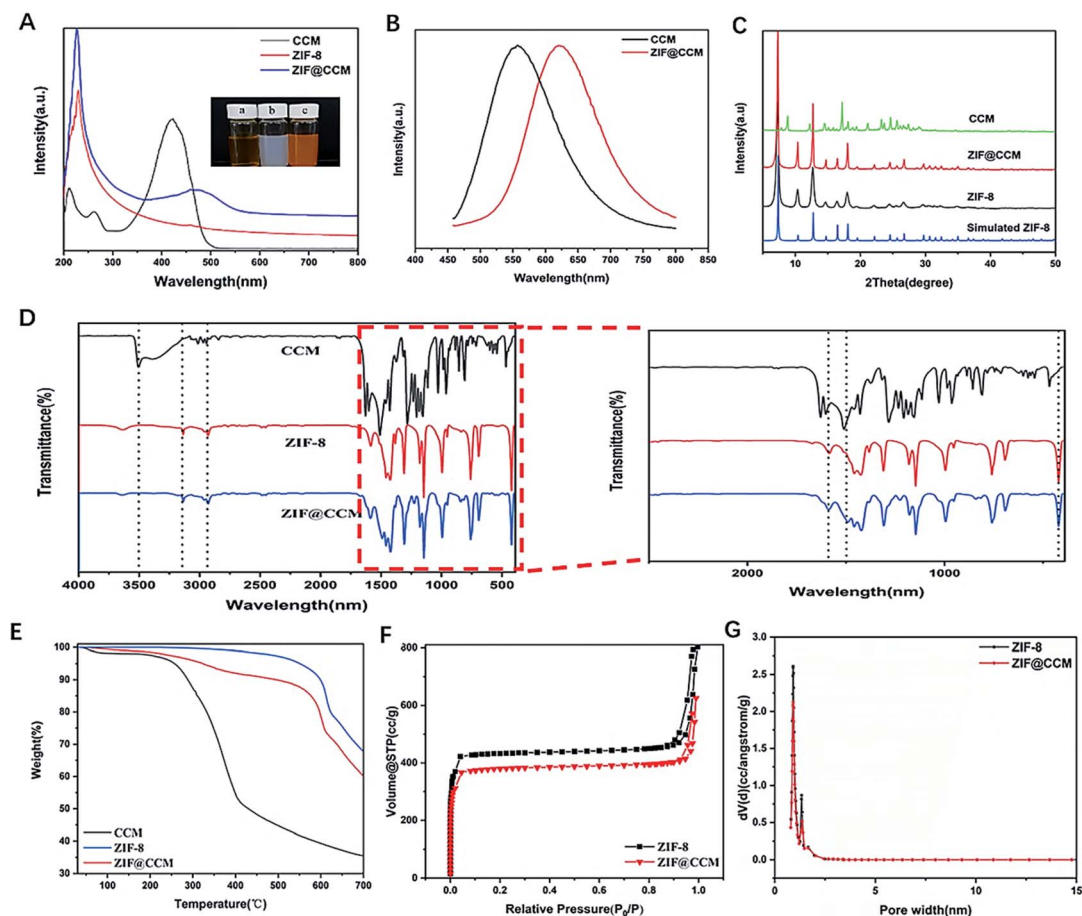 A
Intensity(a.u.)
CCM
ZIF-8
ZIF@CCM
a b c
200 300 400 500 600 700 800
Wavelength(nm)
B
Intensity(a.u.)
CCM
ZIF@CCM
400 450 500 550 600 650 700 750 800 850
Wavelength(nm)
C
Intensity(a.u)
CCM
ZIF@CCM
ZIF-8
Simulated ZIF-8
10 20 30 40 50
2Theta(degree)
D
Transmittance(%)
CCM
ZIF-8
ZIF@CCM
4000 3500 3000 2500 2000 1500 1000 500
Wavelength(nm)
Transmittance(%)
2000 1000
Wavelength(nm)
E
Weight(%)
100
90
80
70
60
50
40
30
CCM
ZIF-8
ZIF@CCM
100 200 300 400 500 600 700
Temperature(℃)
F
Volume@STP(cc/g)
800
600
400
200
0
ZIF-8
ZIF@CCM
0.0 0.2 0.4 0.6 0.8 1.0
Relative Pressure(P₀/P)
G
dV(d)(cc/angstrom/g)
3.0
2.5
2.0
1.5
1.0
0.5
0.0
ZIF-8
ZIF@CCM
0 5 10 15
Pore width(nm)